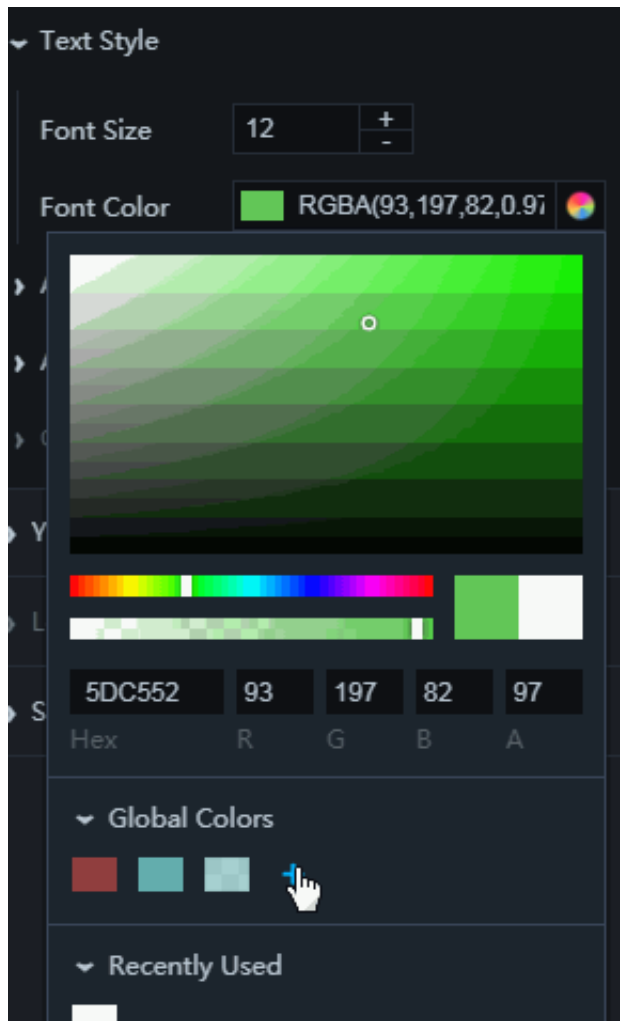 Text Style
Font Size 12 + -
Font Color RGBA(93,197,82,0.97
Y
L
S
5DC552 93 197 82 97
Hex R G B A
Global Colors
+
Recently Used